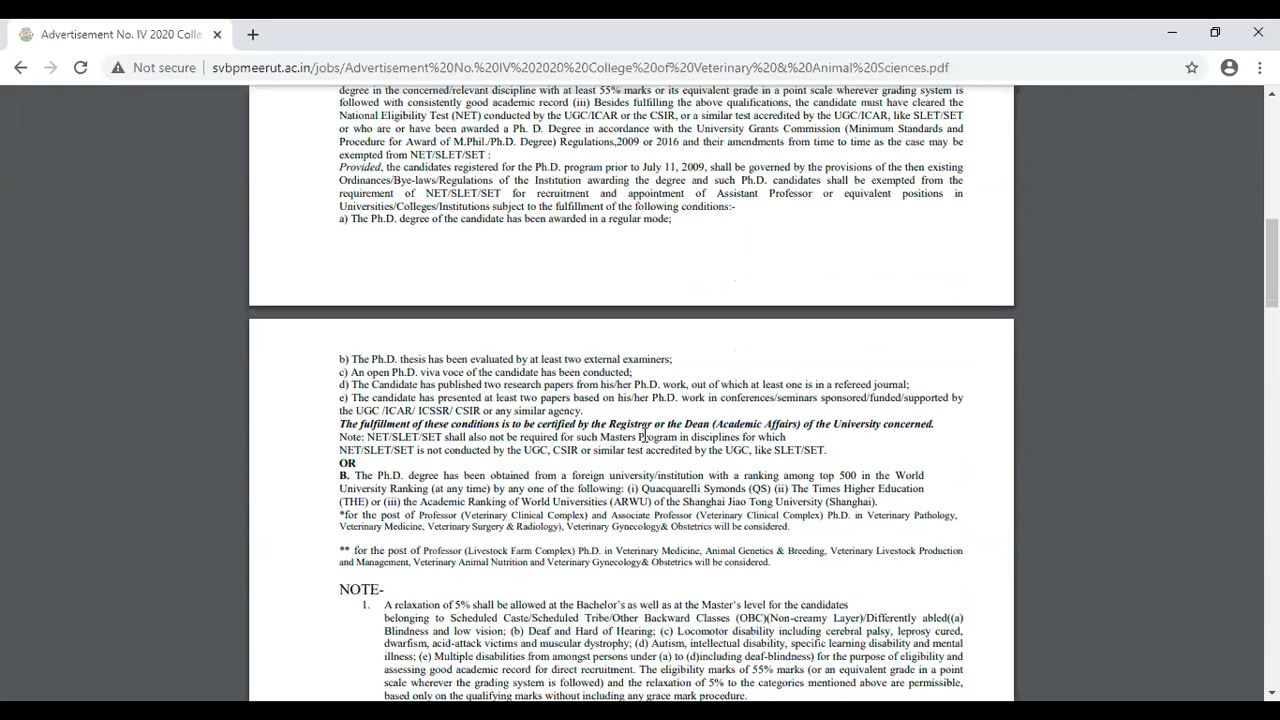 Advertisement No. IV 2020 Colle
Not secure
svbpmeerut.ac.in/jobs/Advertisement%20No.%20IV%202020%20College%20of%20Veterinary%20&%20Animal%20Sciences.pdf
degree in the concerned/relevant discipline with at least 55% marks or its equivalent grade in a point scale wherever grading system is
followed with consistently good academic record (iii) Besides fulfilling the above qualifications, the candidate must have cleared the
National Eligibility Test (NET) conducted by the UGC/ICAR or the CSIR, or a similar test accredited by the UGC/ICAR, like SLET/SET
or who are or have been awarded a Ph. D. Degree in accordance with the University Grants Commission (Minimum Standards and
Procedure for Award of M.Phil./Ph.D. Degree) Regulations,2009 or 2016 and their amendments from time to time as the case may be
exempted from NET/SLET/SET :
Provided, the candidates registered for the Ph.D. program prior to July 11, 2009, shall be governed by the provisions of the then existing
Ordinances/Bye-laws/Regulations of the Institution awarding the degree and such Ph.D. candidates shall be exempted from the
requirement of NET/SLET/SET for recruitment and appointment of Assistant Professor or equivalent positions in
Universities/Colleges/Institutions subject to the fulfillment of the following conditions:-
a) The Ph.D. degree of the candidate has been awarded in a regular mode;
b) The Ph.D. thesis has been evaluated by at least two external examiners;
c) An open Ph.D. viva voce of the candidate has been conducted;
d) The Candidate has published two research papers from his/her Ph.D. work, out of which at least one is in a refereed journal;
e) The candidate has presented at least two papers based on his/her Ph.D. work in conferences/seminars sponsored/funded/supported by
the UGC /ICAR/ ICSSR/ CSIR or any similar agency.
The fulfillment of these conditions is to be certified by the Registrar or the Dean (Academic Affairs) of the University concerned.
Note: NET/SLET/SET shall also not be required for such Masters Program in disciplines for which
NET/SLET/SET is not conducted by the UGC, CSIR or similar test accredited by the UGC, like SLET/SET.
OR
B. The Ph.D. degree has been obtained from a foreign university/institution with a ranking among top 500 in the World
University Ranking (at any time) by any one of the following: (i) Quacquarelli Symonds (QS) (ii) The Times Higher Education
(THE) or (iii) the Academic Ranking of World Universities (ARWU) of the Shanghai Jiao Tong University (Shanghai).
*for the post of Professor (Veterinary Clinical Complex) and Associate Professor (Veterinary Clinical Complex) Ph.D. in Veterinary Pathology,
Veterinary Medicine, Veterinary Surgery & Radiology), Veterinary Gynecology& Obstetrics will be considered.
** for the post of Professor (Livestock Farm Complex) Ph.D. in Veterinary Medicine, Animal Genetics & Breeding, Veterinary Livestock Production
and Management, Veterinary Animal Nutrition and Veterinary Gynecology& Obstetrics will be considered.
NOTE-
1. A relaxation of 5% shall be allowed at the Bachelor's as well as at the Master's level for the candidates
belonging to Scheduled Caste/Scheduled Tribe/Other Backward Classes (OBC)(Non-creamy Layer)/Differently abled((a)
Blindness and low vision; (b) Deaf and Hard of Hearing; (c) Locomotor disability including cerebral palsy, leprosy cured,
dwarfism, acid-attack victims and muscular dystrophy; (d) Autism, intellectual disability, specific learning disability and mental
illness; (e) Multiple disabilities from amongst persons under (a) to (d)including deaf-blindness) for the purpose of eligibility and
assessing good academic record for direct recruitment. The eligibility marks of 55% marks (or an equivalent grade in a point
scale wherever the grading system is followed) and the relaxation of 5% to the categories mentioned above are permissible,
based only on the qualifying marks without including any grace mark procedure.